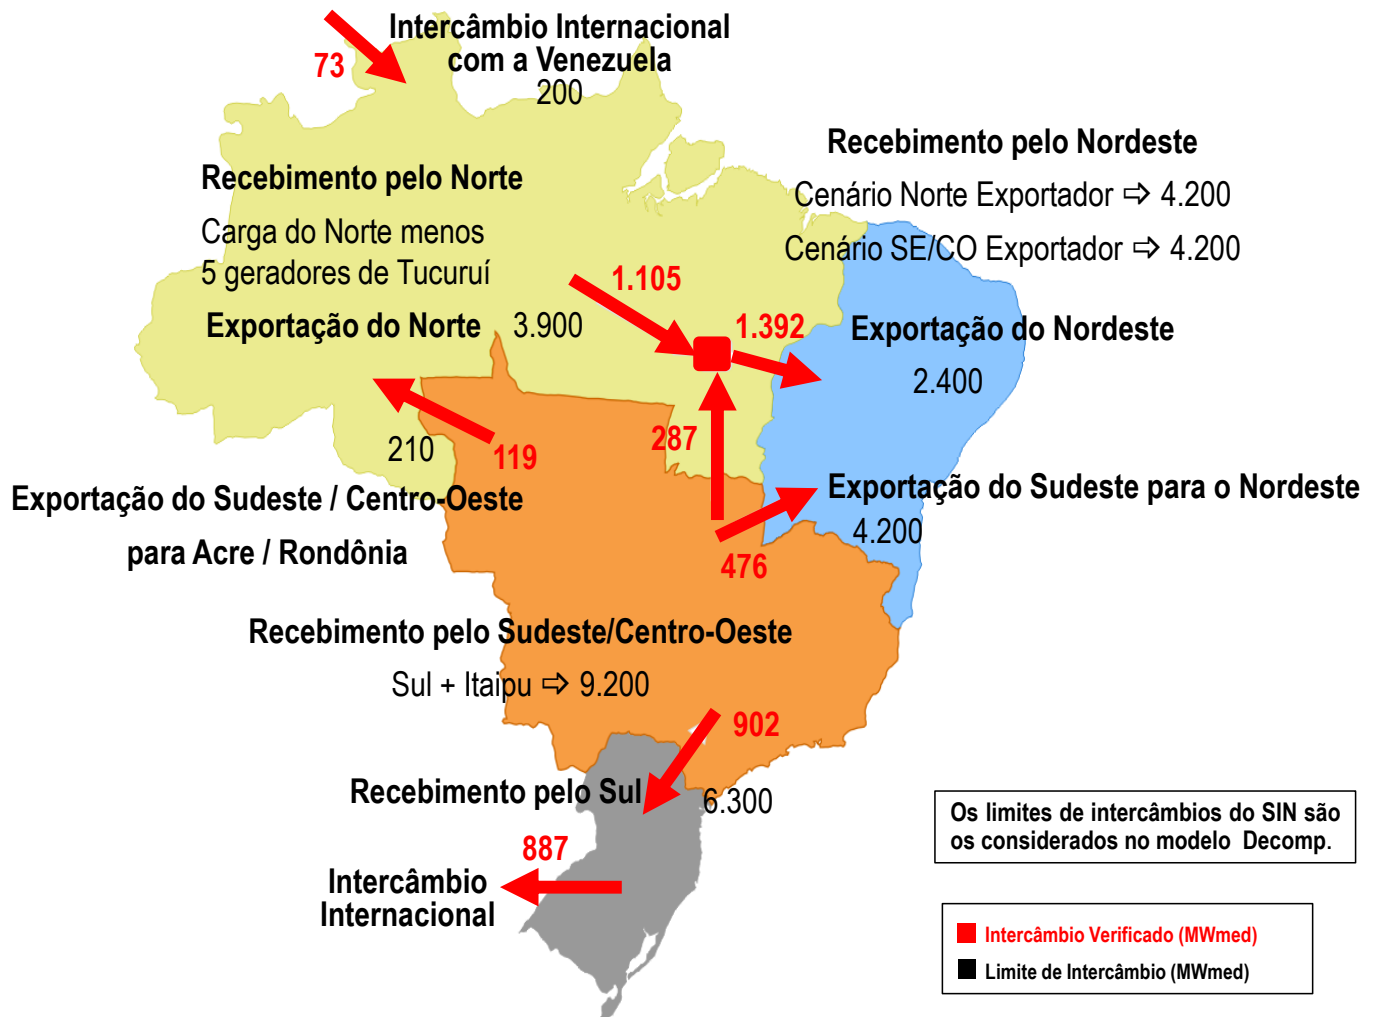 Intercâmbio Internacional
com a Venezuela
73
200
Recebimento pelo Nordeste
Cenário Norte Exportador ⇨ 4.200
Cenário SE/CO Exportador ⇨ 4.200
Recebimento pelo Norte
Carga do Norte menos
5 geradores de Tucuruí
1.105
Exportação do Norte 3.900
1.392
Exportação do Nordeste
2.400
287
210
119
Exportação do Sudeste / Centro-Oeste
para Acre / Rondônia
Exportação do Sudeste para o Nordeste
4.200
476
Recebimento pelo Sudeste/Centro-Oeste
Sul + Itaipu ⇨ 9.200
902
Recebimento pelo Sul
6.300
887
Intercâmbio
Internacional
Os limites de intercâmbios do SIN são
os considerados no modelo Decomp.
Intercâmbio Verificado (MWmed)
Limite de Intercâmbio (MWmed)